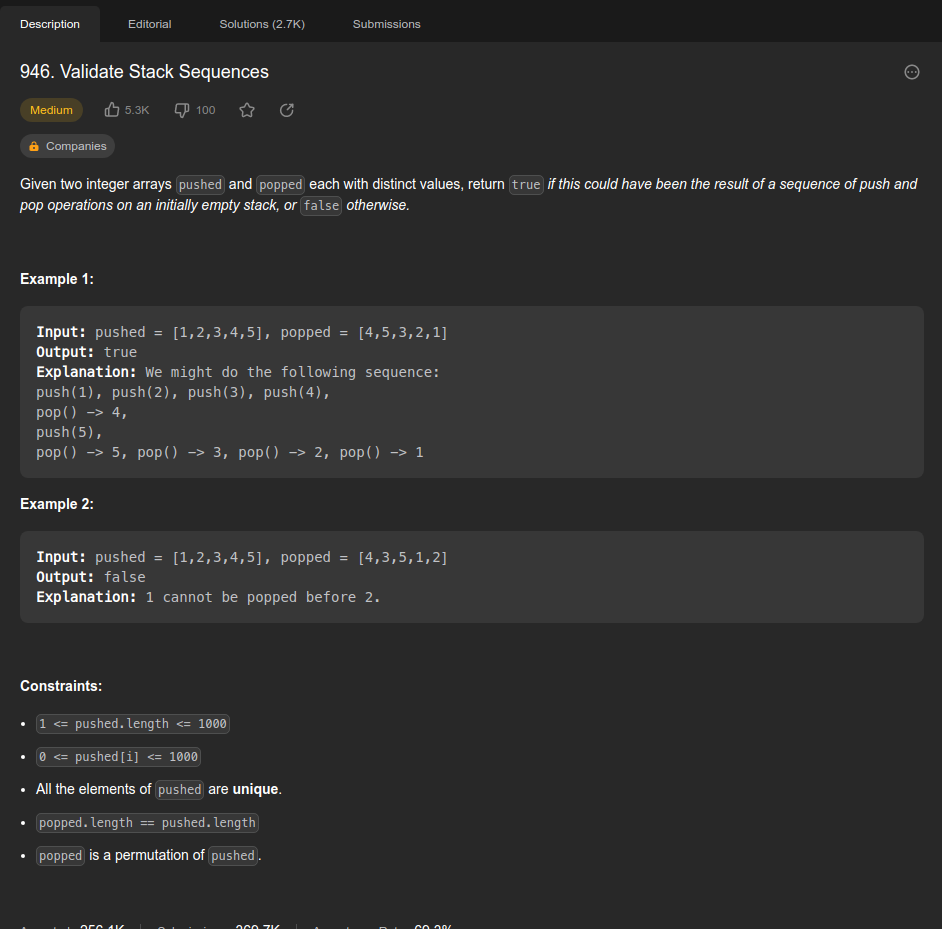 Description Editorial Solutions (2.7K) Submissions
946. Validate Stack Sequences
Medium 5.3K 100
Companies
Given two integer arrays pushed and popped each with distinct values, return true if this could have been the result of a sequence of push and
pop operations on an initially empty stack, or false otherwise.
Example 1:
Input: pushed = [1,2,3,4,5], popped = [4,5,3,2,1]
Output: true
Explanation: We might do the following sequence:
push(1), push(2), push(3), push(4),
pop() -> 4,
push(5),
pop() -> 5, pop() -> 3, pop() -> 2, pop() -> 1
Example 2:
Input: pushed = [1,2,3,4,5], popped = [4,3,5,1,2]
Output: false
Explanation: 1 cannot be popped before 2.
Constraints:
• 1 <= pushed.length <= 1000
• 0 <= pushed[i] <= 1000
• All the elements of pushed are unique.
• popped.length == pushed.length
• popped is a permutation of pushed.